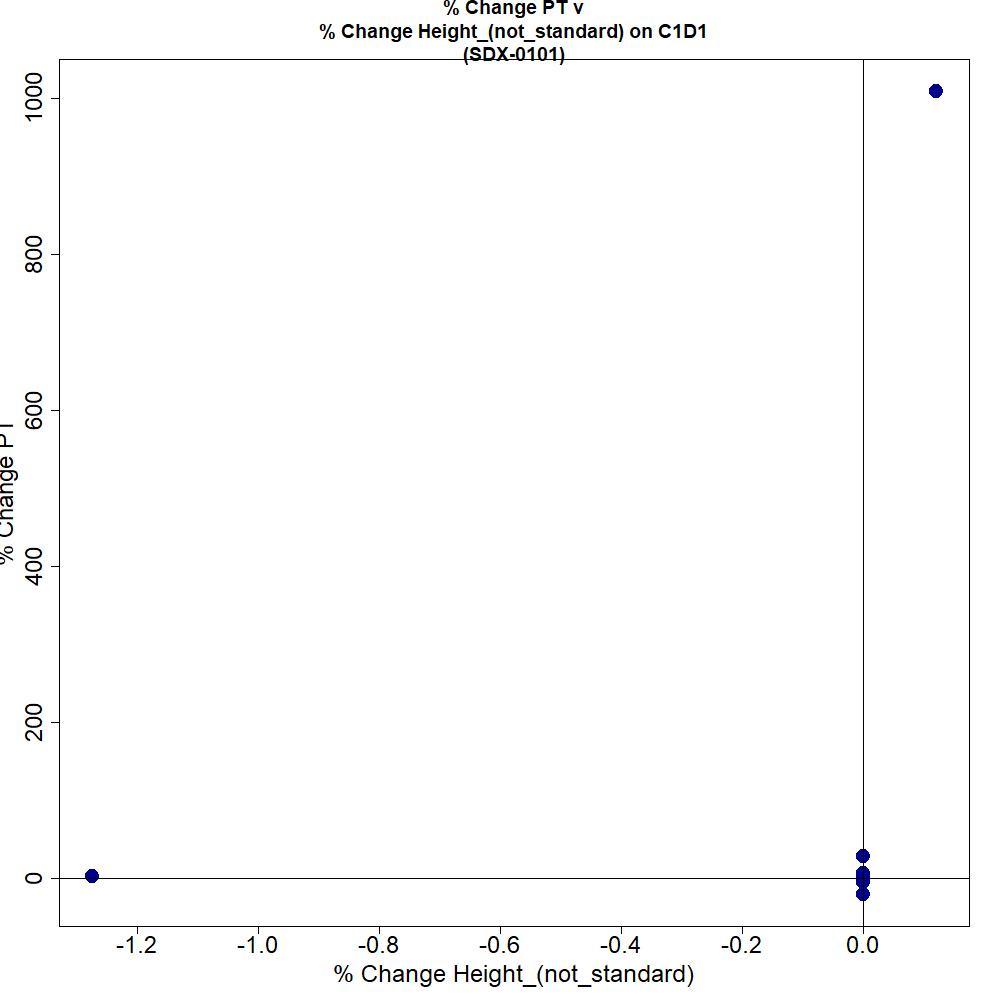 % Change PT v
% Change Height_(not_standard) on C1D1
(SDX-0101)
% Change PT
1000
800
600
400
200
0
-1.2
-1.0
-0.8
-0.6
-0.4
-0.2
0.0
% Change Height_(not_standard)